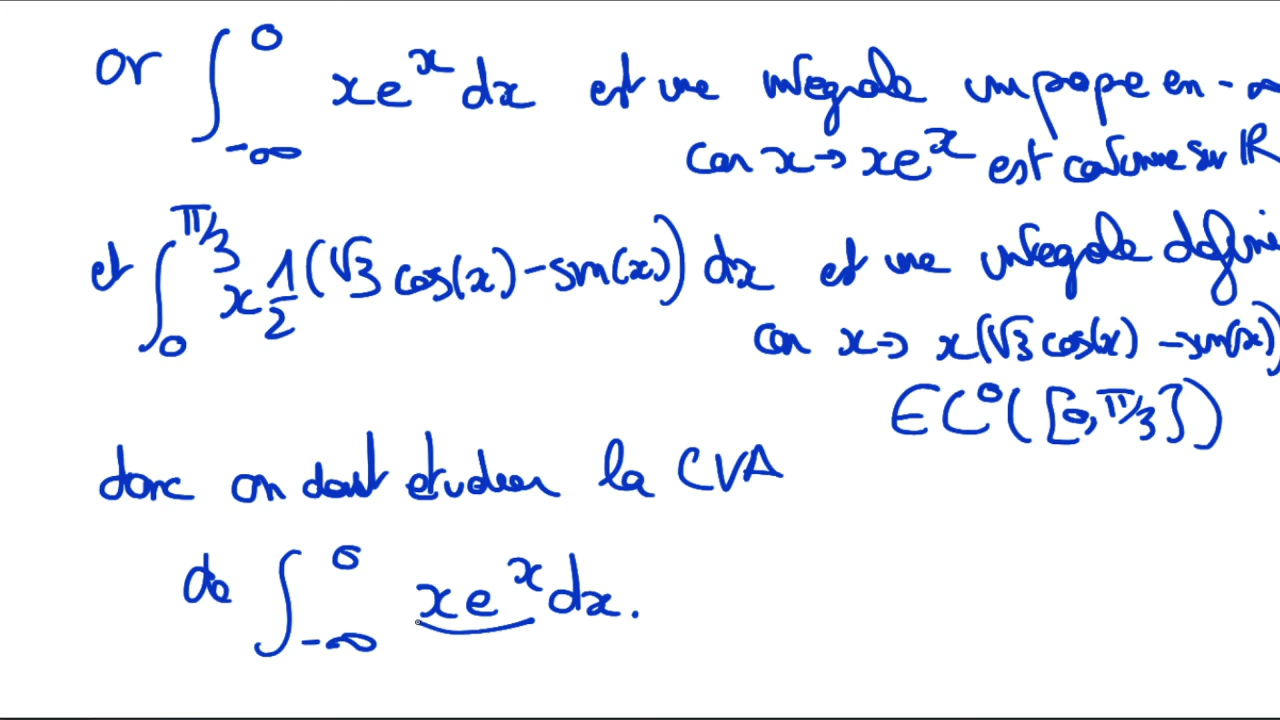 or ∫_{-∞}^{0} xe^x dx est une intégrale impropre en -∞
car x → xe^x est continue sur ℝ
et ∫_0^{π/3} x 1/2 (√3 cos(x) - sin(x)) dx est une intégrale définie
car x → x(√3 cos(x) - sin(x))
∈ C^0([0, π/3])
donc on doit etudier la CVA
de ∫_{-∞}^{0} xe^x dx.